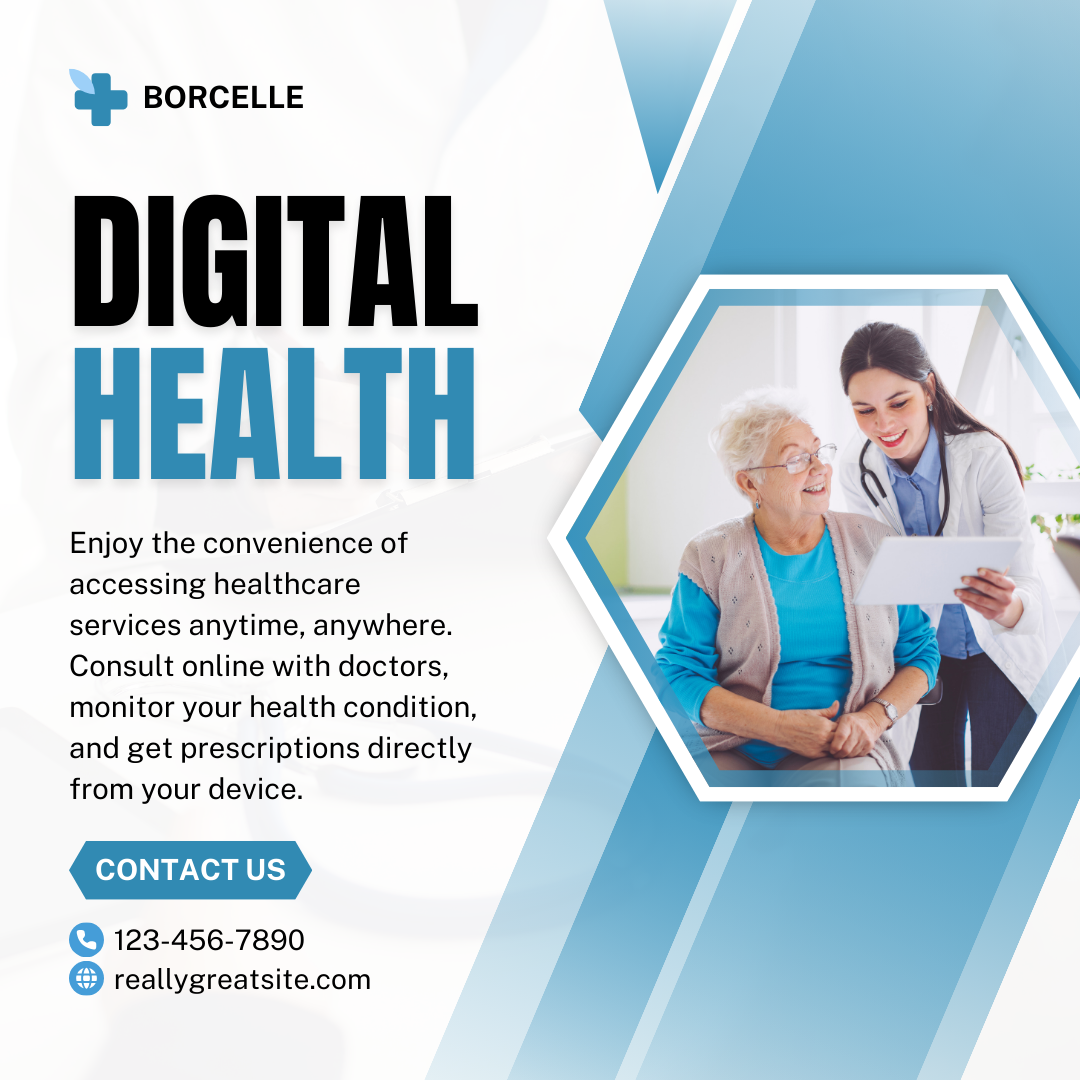 BORCELLE
DIGITAL
HEALTH
Enjoy the convenience of
accessing healthcare
services anytime, anywhere.
Consult online with doctors,
monitor your health condition,
and get prescriptions directly
from your device.
CONTACT US
123-456-7890
reallygreatsite.com